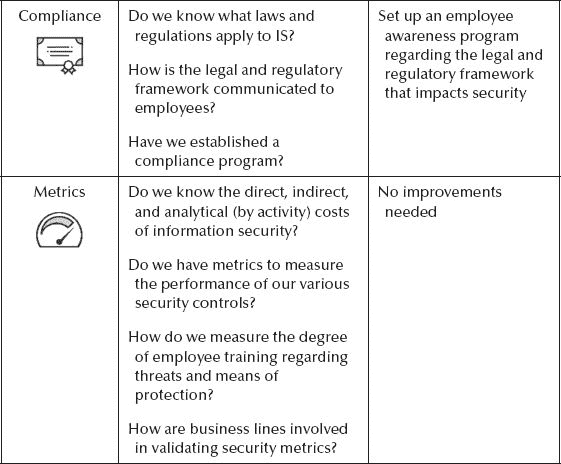 Compliance
Do we know what laws and
regulations apply to IS?
How is the legal and regulatory
framework communicated to
employees?
Have we established a
compliance program?
Set up an employee
awareness program
regarding the legal and
regulatory framework
that impacts security
Metrics
Do we know the direct, indirect,
and analytical (by activity) costs
of information security?
Do we have metrics to measure
the performance of our various
security controls?
How do we measure the degree
of employee training regarding
threats and means of
protection?
How are business lines involved
in validating security metrics?
No improvements
needed